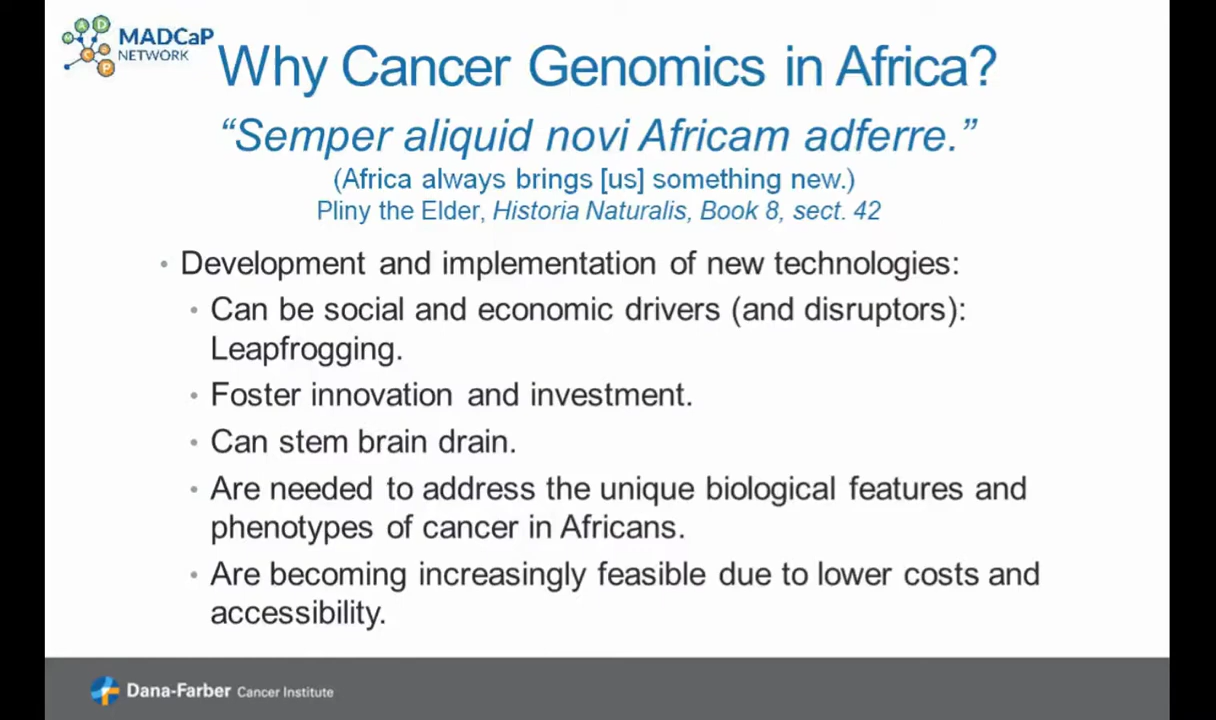 MADCaP
NETWORK
Why Cancer Genomics in Africa?
“Semper aliquid novi Africam adferre.”
(Africa always brings [us] something new.)
Pliny the Elder, Historia Naturalis, Book 8, sect. 42
• Development and implementation of new technologies:
• Can be social and economic drivers (and disruptors):
Leapfrogging.
• Foster innovation and investment.
• Can stem brain drain.
• Are needed to address the unique biological features and
phenotypes of cancer in Africans.
• Are becoming increasingly feasible due to lower costs and
accessibility.
Dana-Farber Cancer Institute